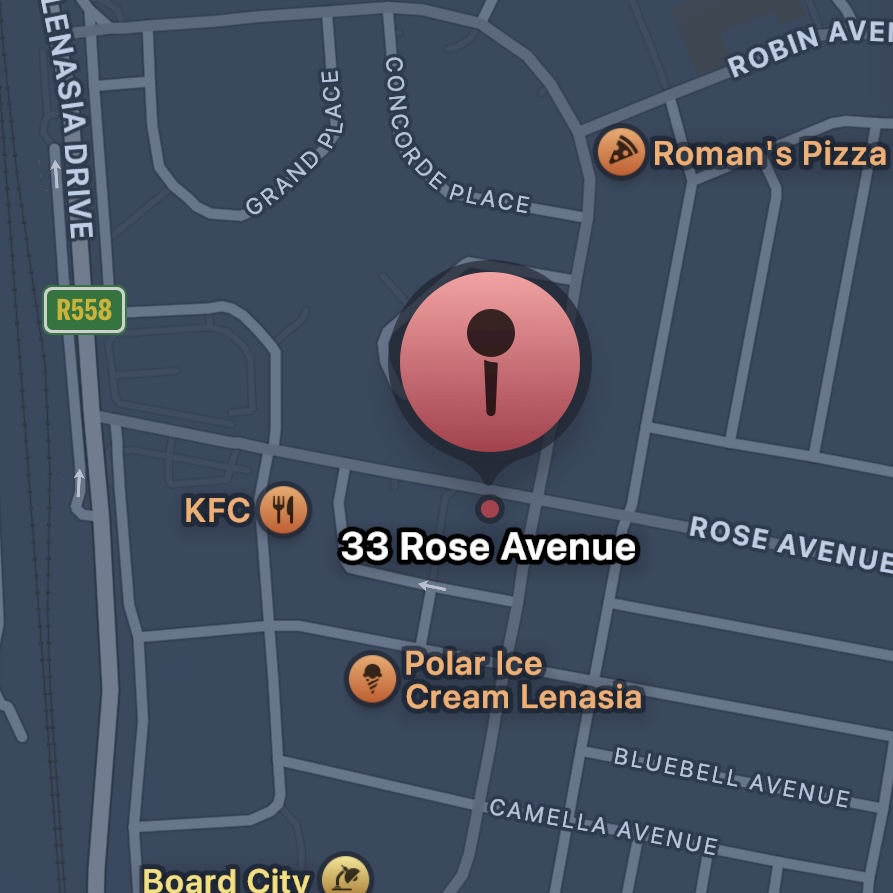 LENASIA DRIVE
GRAND PLACE
CONCORDE PLACE
ROBIN AVEN
Roman's Pizza
R558
KFC
33 Rose Avenue
ROSE AVENUE
Polar Ice
Cream Lenasia
BLUEBELL AVENUE
CAMELLA AVENUE
Board City